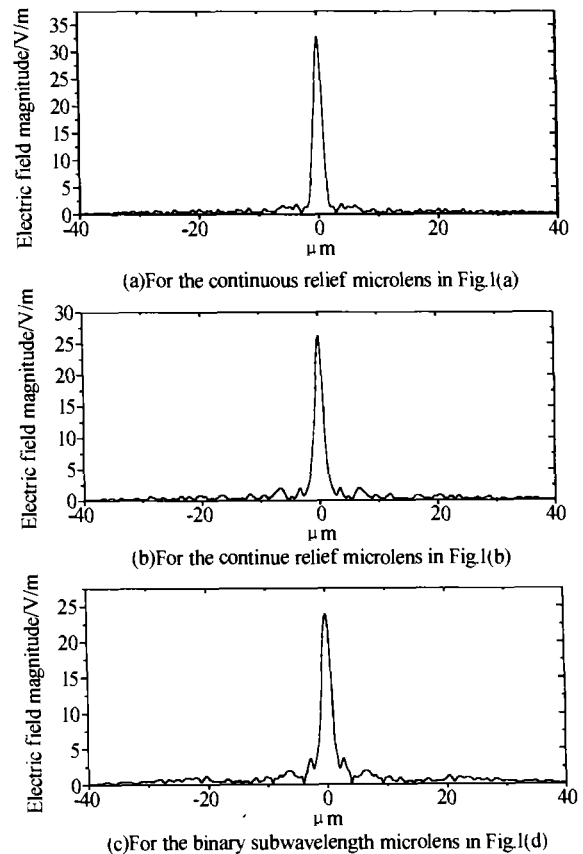 Electric field magnitude/V/m
35
30
25
20
15
10
5
0
-40 -20 0 20 40
μm
(a)For the continuous relief microlens in Fig.1(a)
Electric field magnitude/V/m
30
25
20
15
10
5
0
-40 -20 0 20 40
μm
(b)For the continue relief microlens in Fig.1(b)
Electric field magnitude/V/m
25
20
15
10
5
0
-40 -20 0 20 40
μm
(c)For the binary subwavelength microlens in Fig.1(d)